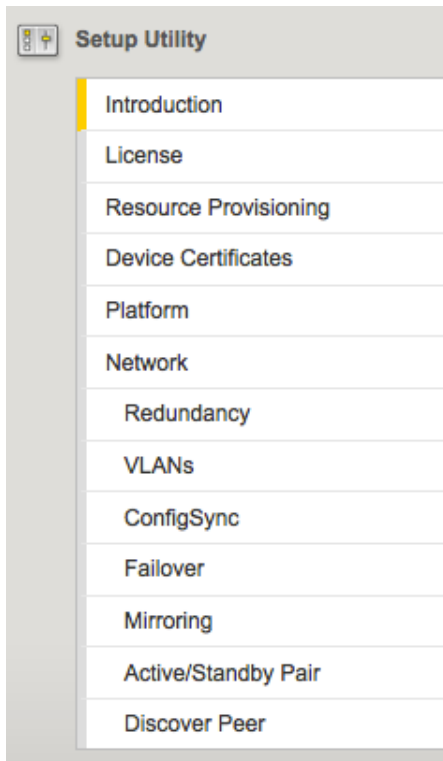 Setup Utility
Introduction
License
Resource Provisioning
Device Certificates
Platform
Network
Redundancy
VLANs
ConfigSync
Failover
Mirroring
Active/Standby Pair
Discover Peer